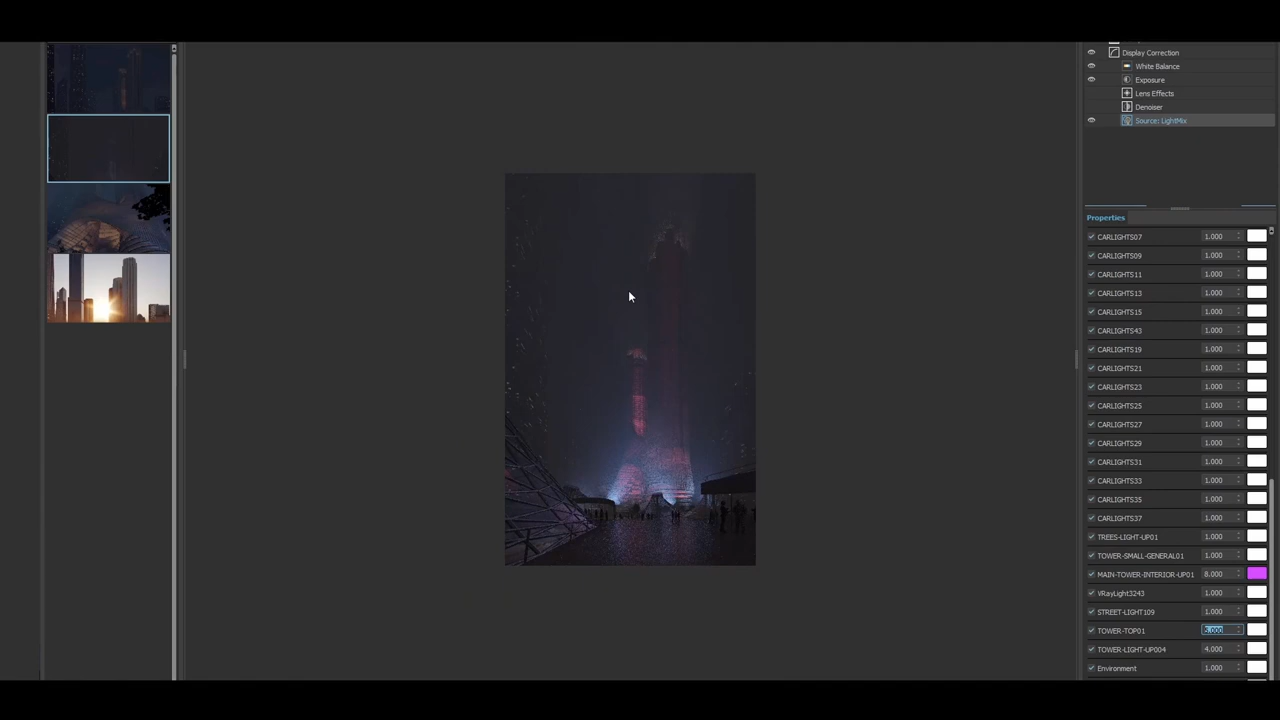 Display Correction
White Balance
Exposure
Lens Effects
Denoiser
Source: LightMix
Properties
CARLIGHTS07 1.000
CARLIGHTS09 1.000
CARLIGHTS11 1.000
CARLIGHTS13 1.000
CARLIGHTS15 1.000
CARLIGHTS43 1.000
CARLIGHTS19 1.000
CARLIGHTS21 1.000
CARLIGHTS23 1.000
CARLIGHTS25 1.000
CARLIGHTS27 1.000
CARLIGHTS29 1.000
CARLIGHTS31 1.000
CARLIGHTS33 1.000
CARLIGHTS35 1.000
CARLIGHTS37 1.000
TREES-LIGHT-UP01 1.000
TOWER-SMALL-GENERAL01 1.000
MAIN-TOWER-INTERIOR-UP01 8.000
VRayLight3243 1.000
STREET-LIGHT109 1.000
TOWER-TOP01
TOWER-LIGHT-UP004 4.000
Environment 1.000